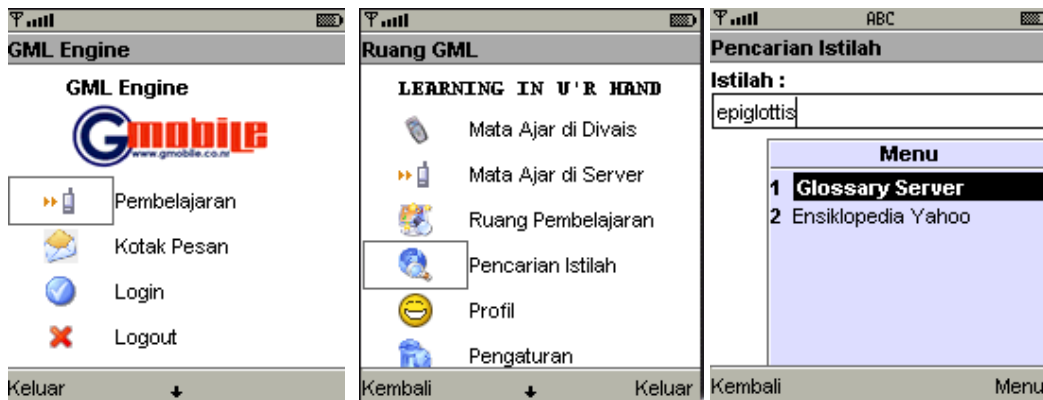 GML Engine
GML Engine
Gmobile
www.gmobile.co.nr
Pembelajaran
Kotak Pesan
Login
Logout
Keluar
Ruang GML
LEARNING IN U'R HAND
Mata Ajar di Divais
Mata Ajar di Server
Ruang Pembelajaran
Pencarian Istilah
Profil
Pengaturan
Kembali Keluar
ABC
Pencarian Istilah
Istilah :
epiglottis
Menu
1 Glossary Server
2 Ensiklopedia Yahoo
Kembali Menu